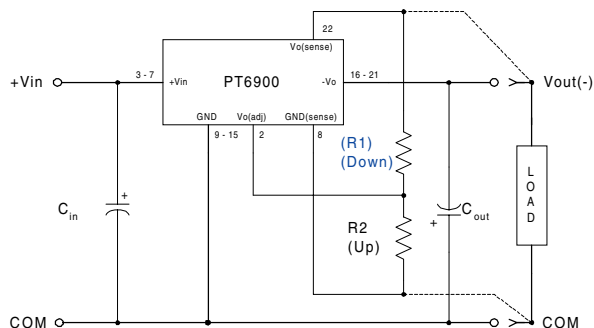 22
Vo(sense)
+Vin
3 - 7
+Vin
PT6900
-Vo
16 - 21
Vout(-)
GND
Vo(adj)
GND(sense)
9 - 15
2
8
(R1)
(Down)
L
O
A
D
C in
+
R2
(Up)
+
C out
COM
COM